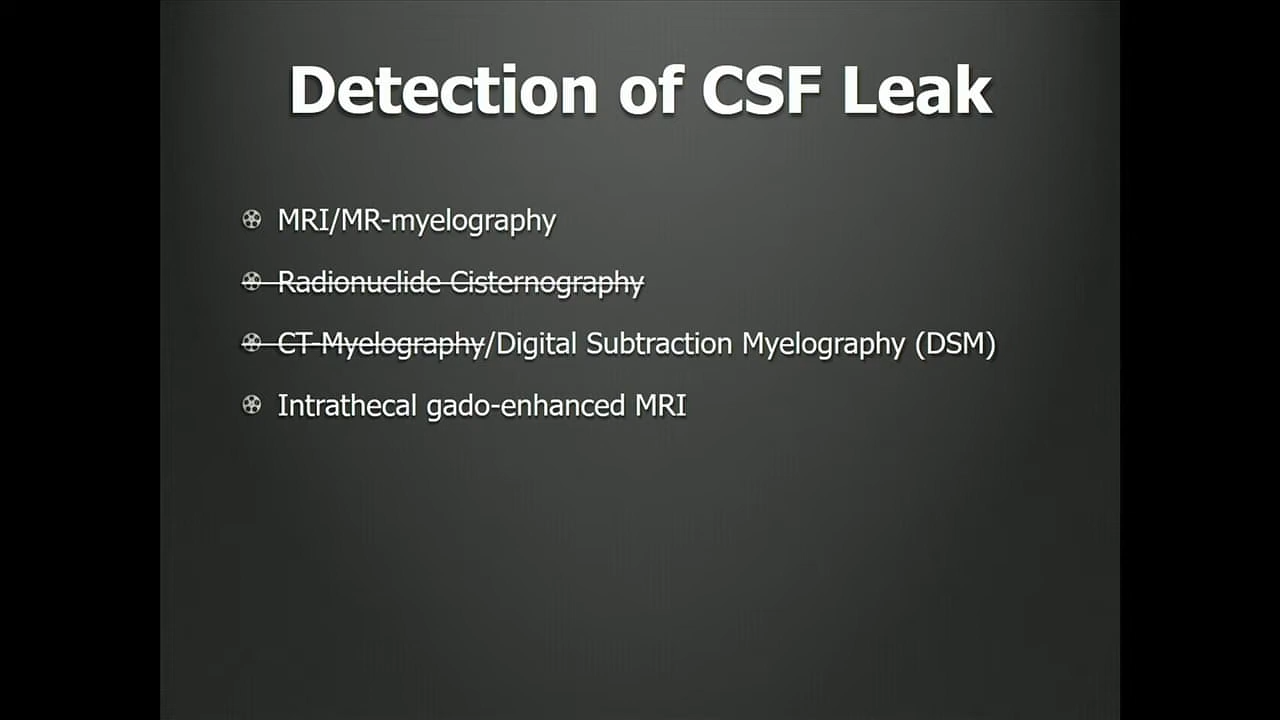 Detection of CSF Leak
MRI/MR-myelography
Radionuclide Cisternography
CT-Myelography/Digital Subtraction Myelography (DSM)
Intrathecal gado-enhanced MRI